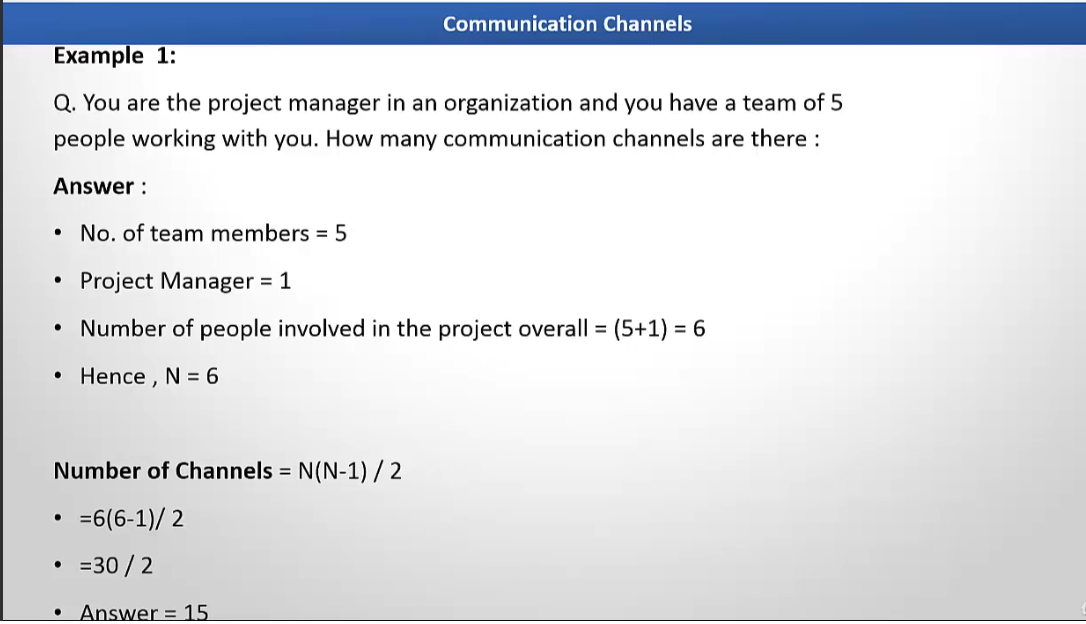 Communication Channels
Example 1:
Q. You are the project manager in an organization and you have a team of 5
people working with you. How many communication channels are there :
Answer :
• No. of team members = 5
• Project Manager = 1
• Number of people involved in the project overall = (5+1) = 6
• Hence , N = 6
Number of Channels = N(N-1) / 2
• =6(6-1)/ 2
• =30 / 2
• Answer = 15